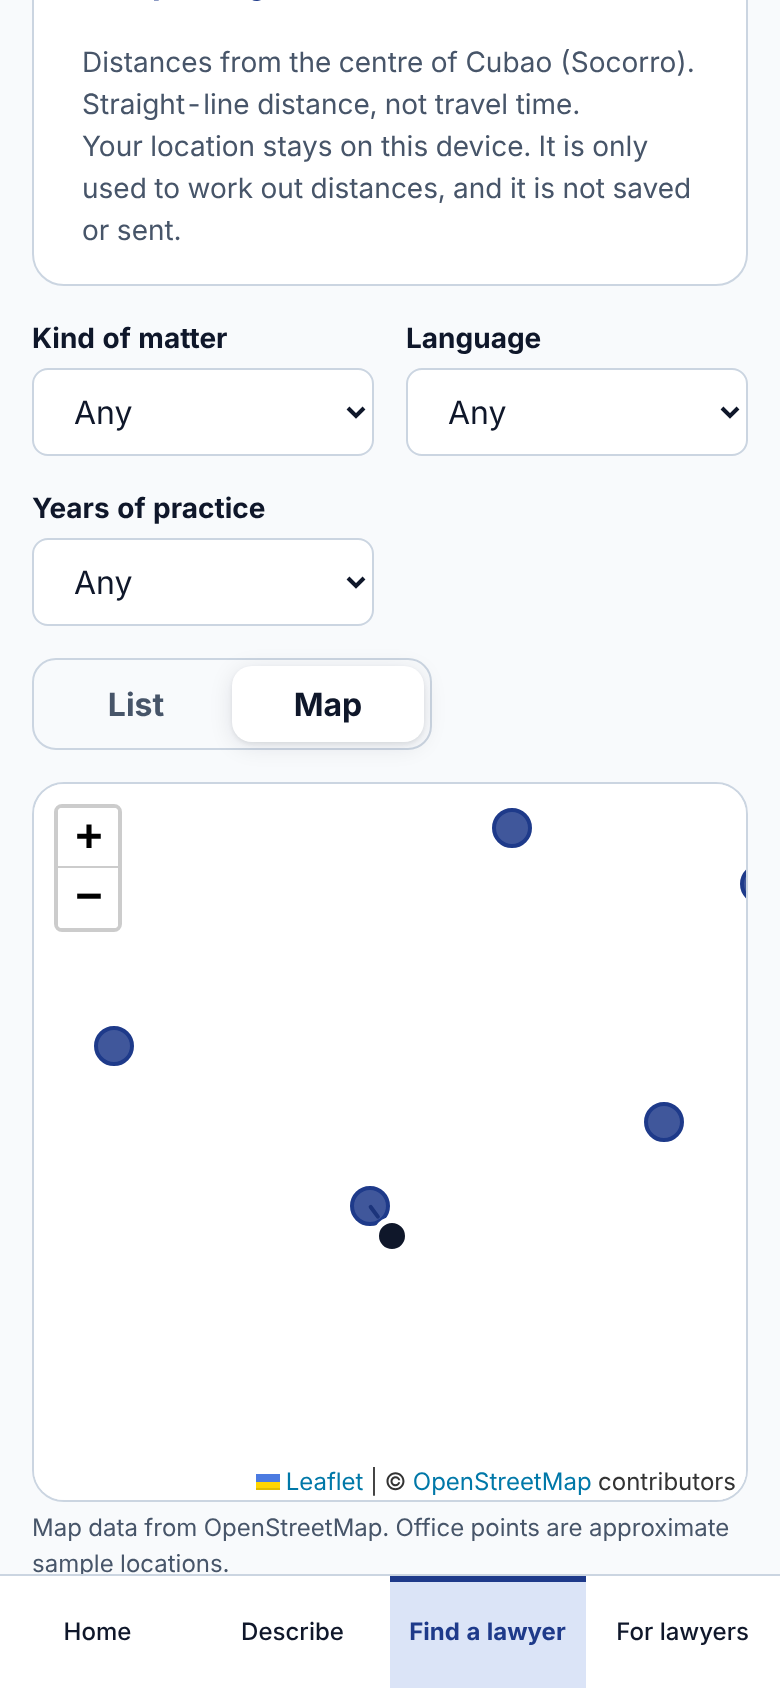 Distances from the centre of Cubao (Socorro).
Straight-line distance, not travel time.
Your location stays on this device. It is only
used to work out distances, and it is not saved
or sent.
Kind of matter
Language
Any
Any
Years of practice
Any
List
Map
+
−
Leaflet | © OpenStreetMap contributors
Map data from OpenStreetMap. Office points are approximate
sample locations.
Home
Describe
Find a lawyer
For lawyers